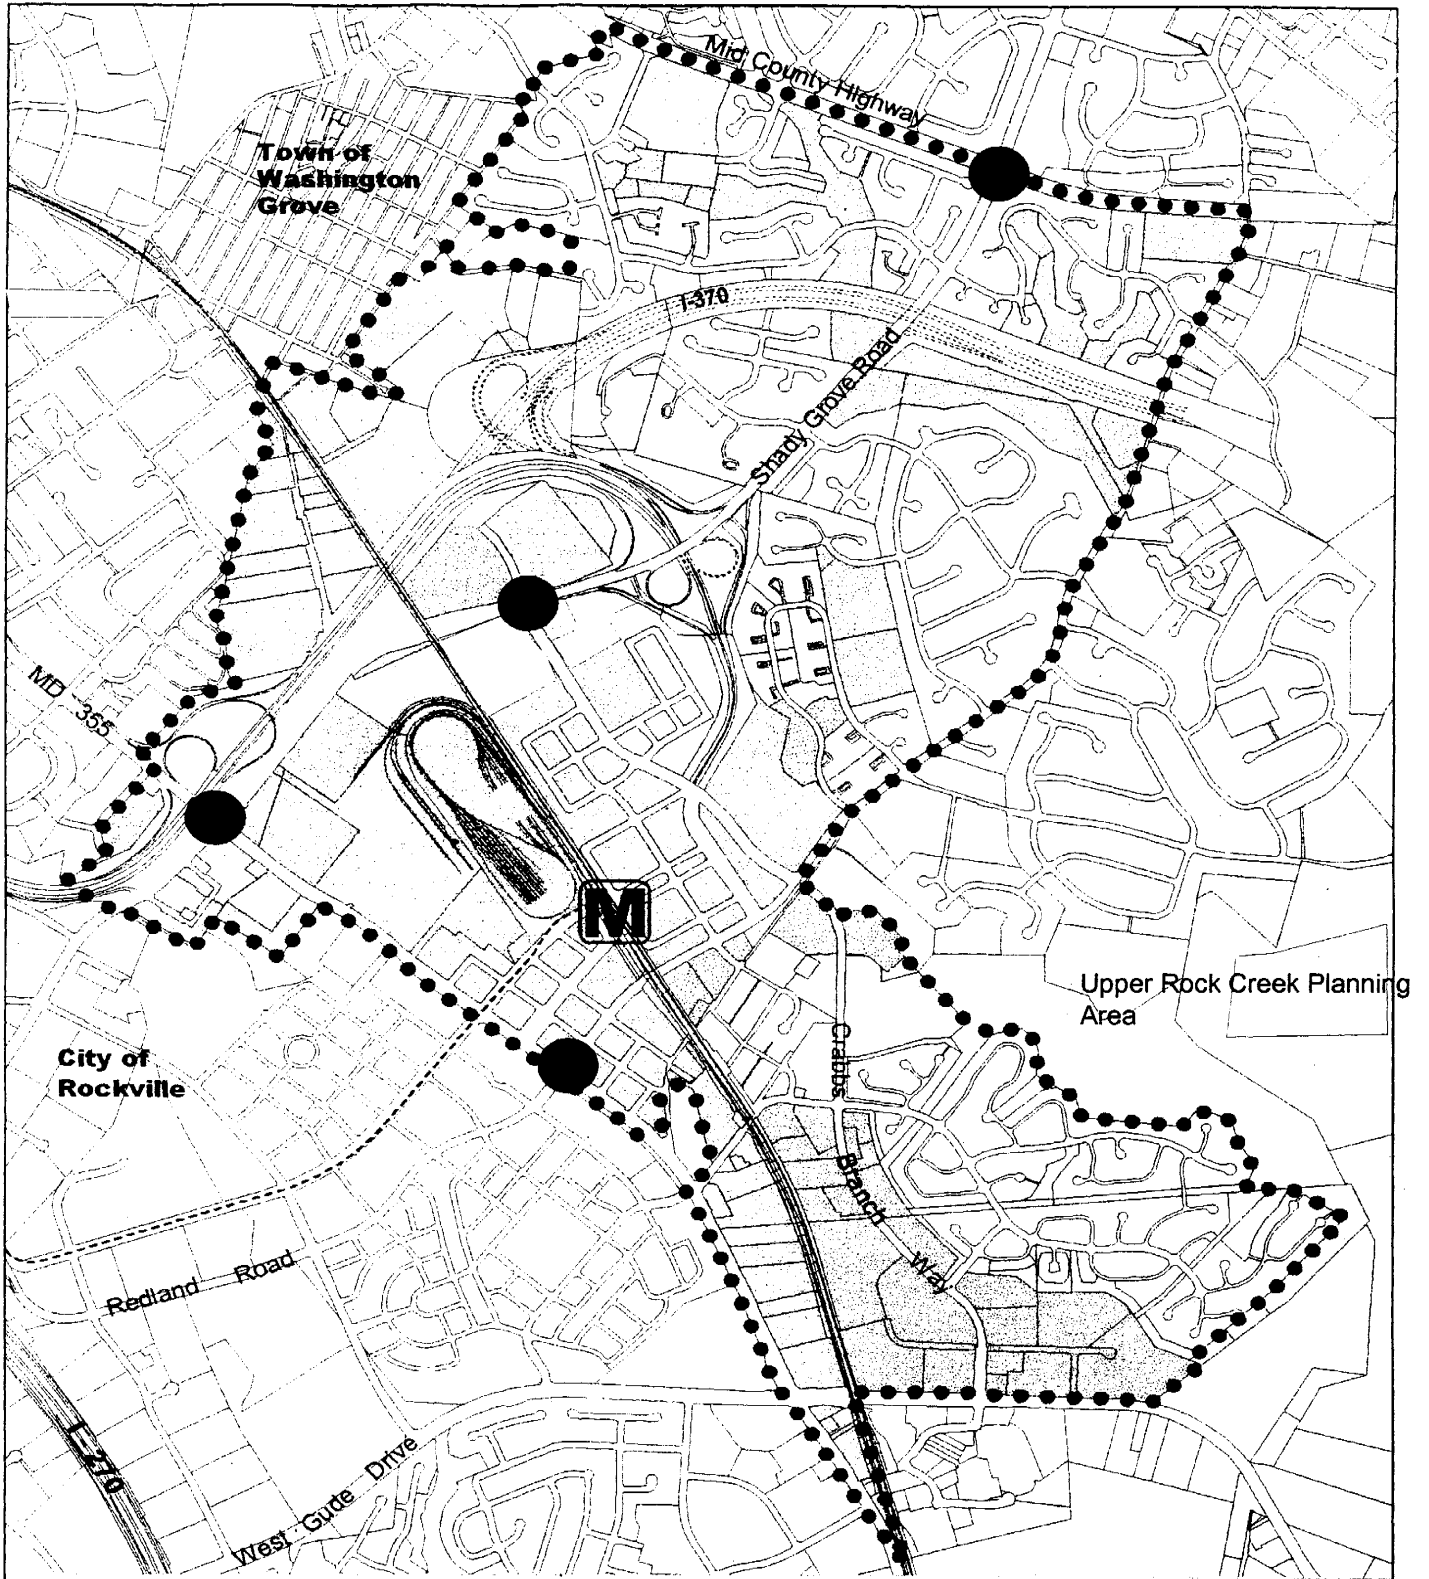 Mid County Highway
Town of
Washington
Grove
I-370
Shady Grove Road
MD 355
M
Upper Rock Creek Planning
Area
City of
Rockville
Crabbs Branch Way
Redland Road
I-270
West Gude Drive